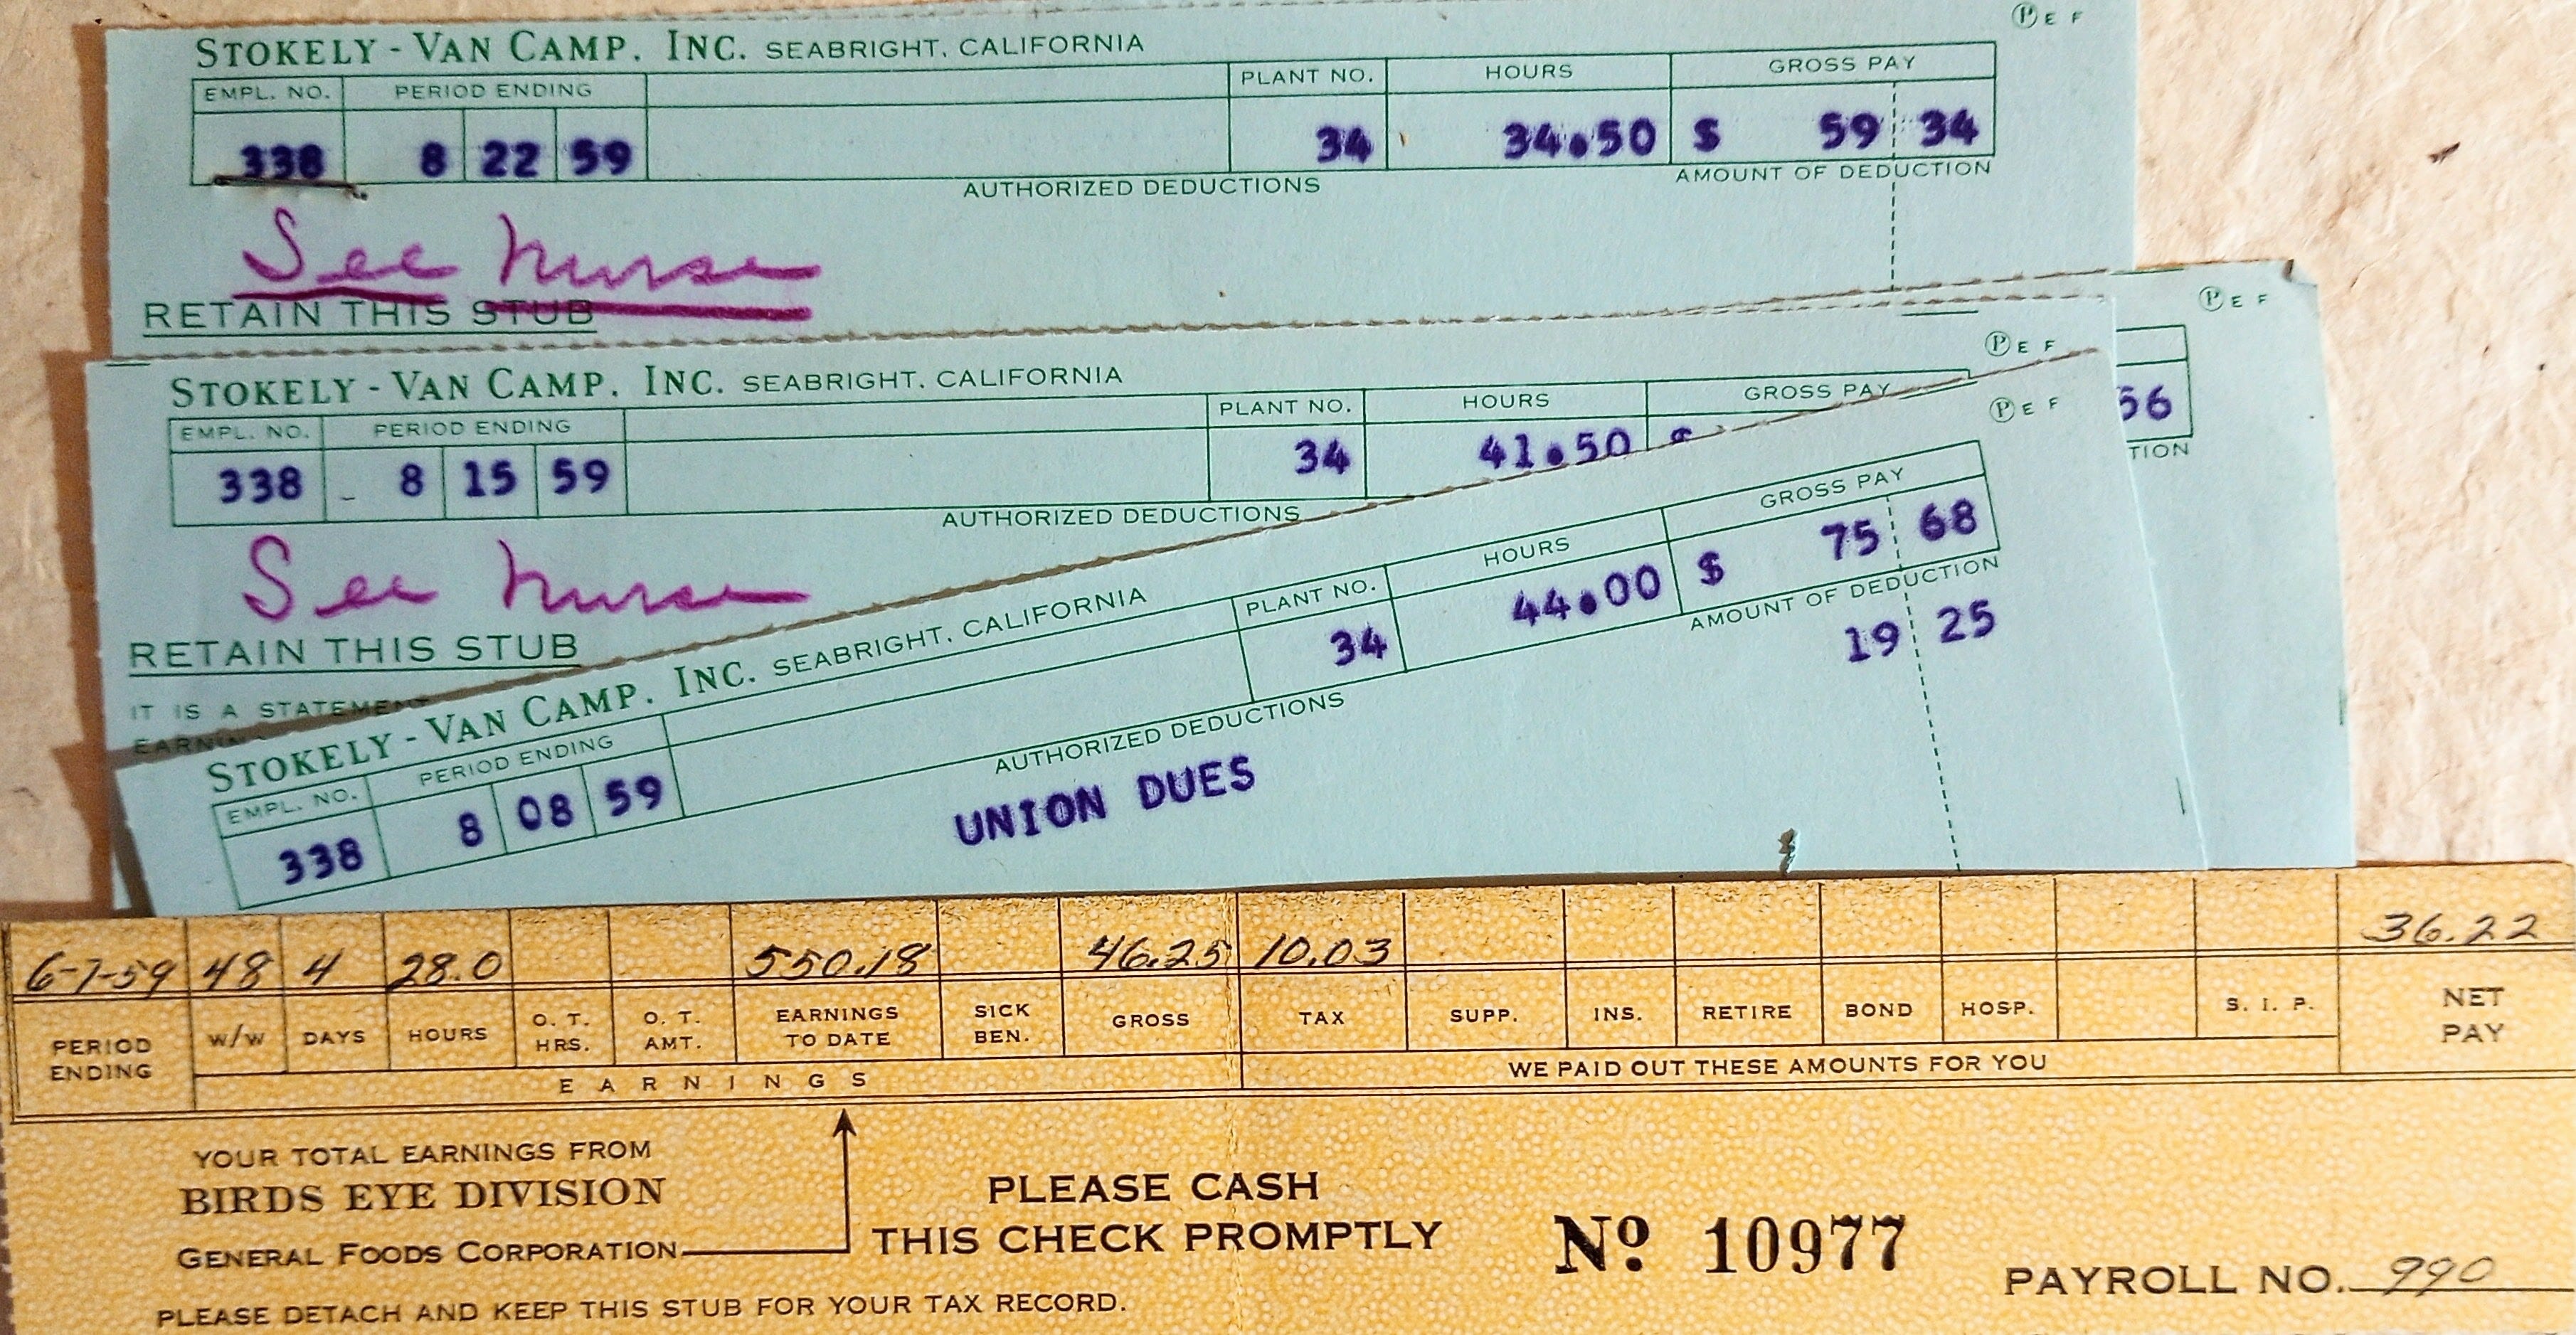 Ⓟ E F
STOKELY - VAN CAMP, INC. SEABRIGHT, CALIFORNIA
EMPL. NO. PERIOD ENDING PLANT NO. HOURS GROSS PAY
338 8 22 59 34 34.50 $ 59 34
AUTHORIZED DEDUCTIONS AMOUNT OF DEDUCTION
See Nurse
RETAIN THIS STUB
Ⓟ E F
56
TION
Ⓟ E F
STOKELY - VAN CAMP, INC. SEABRIGHT, CALIFORNIA
EMPL. NO. PERIOD ENDING PLANT NO. HOURS GROSS PAY
338 8 15 59 34 41.50 $
AUTHORIZED DEDUCTIONS
See Nurse
RETAIN THIS STUB
IT IS A STATEMENT
EARNIN
Ⓟ E F
STOKELY - VAN CAMP, INC. SEABRIGHT, CALIFORNIA
EMPL. NO. PERIOD ENDING PLANT NO. HOURS GROSS PAY
338 8 08 59 34 44.00 $ 75 68
AUTHORIZED DEDUCTIONS AMOUNT OF DEDUCTION
UNION DUES 19 25
6-7-59 48 4 28.0 550.18 46.25 10.03 36.22
PERIOD ENDING W/W DAYS HOURS O. T. HRS. O. T. AMT. EARNINGS TO DATE SICK BEN. GROSS TAX SUPP. INS. RETIRE BOND HOSP. S. I. P. NET PAY
EARNINGS WE PAID OUT THESE AMOUNTS FOR YOU
YOUR TOTAL EARNINGS FROM
BIRDS EYE DIVISION
GENERAL FOODS CORPORATION
PLEASE CASH
THIS CHECK PROMPTLY
No 10977
PAYROLL NO. 990
PLEASE DETACH AND KEEP THIS STUB FOR YOUR TAX RECORD.